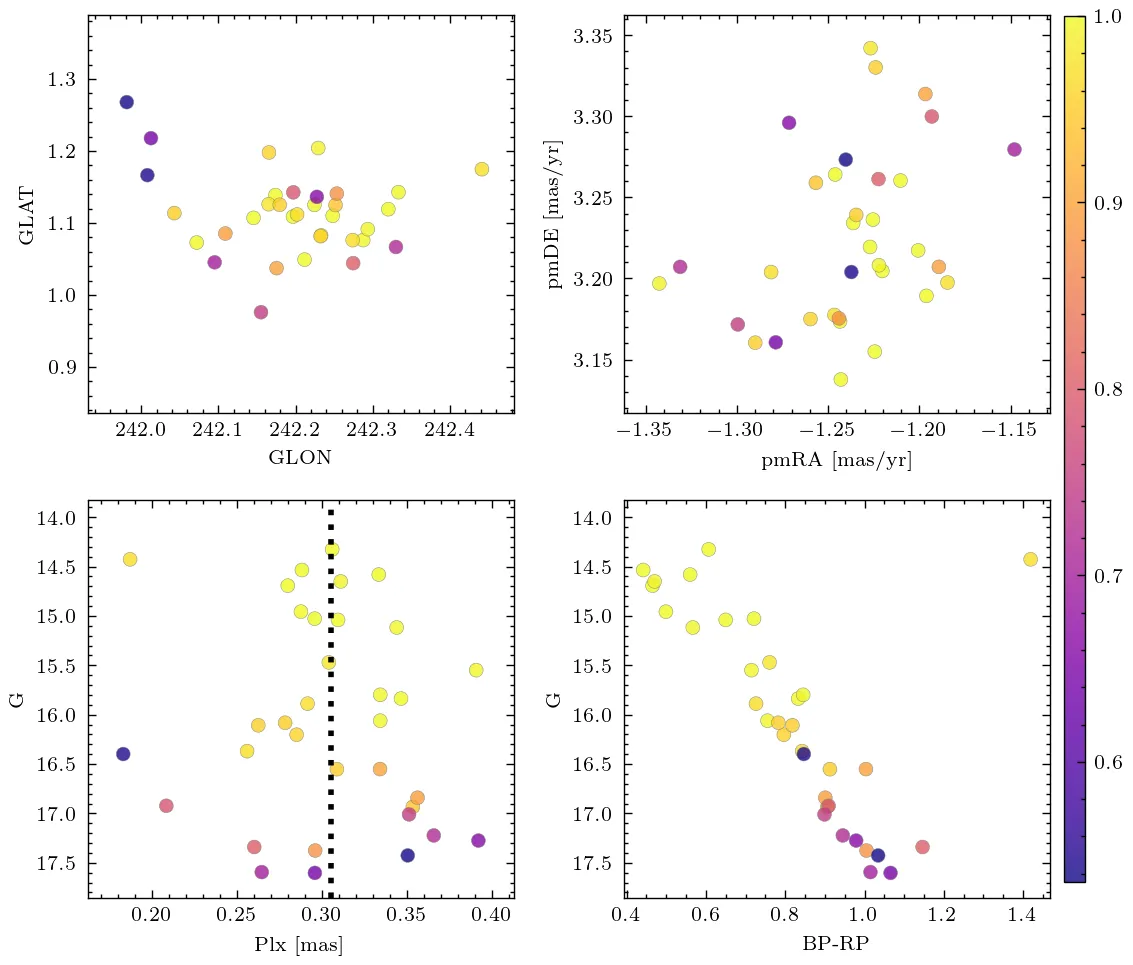 1.3
1.2
1.1
1.0
0.9
GLAT
242.0 242.1 242.2 242.3 242.4
GLON
3.35
3.30
3.25
3.20
3.15
pmDE [mas/yr]
−1.35 −1.30 −1.25 −1.20 −1.15
pmRA [mas/yr]
1.0
0.9
0.8
0.7
0.6
14.0
14.5
15.0
15.5
16.0
16.5
17.0
17.5
G
0.20 0.25 0.30 0.35 0.40
Plx [mas]
14.0
14.5
15.0
15.5
16.0
16.5
17.0
17.5
G
0.4 0.6 0.8 1.0 1.2 1.4
BP-RP